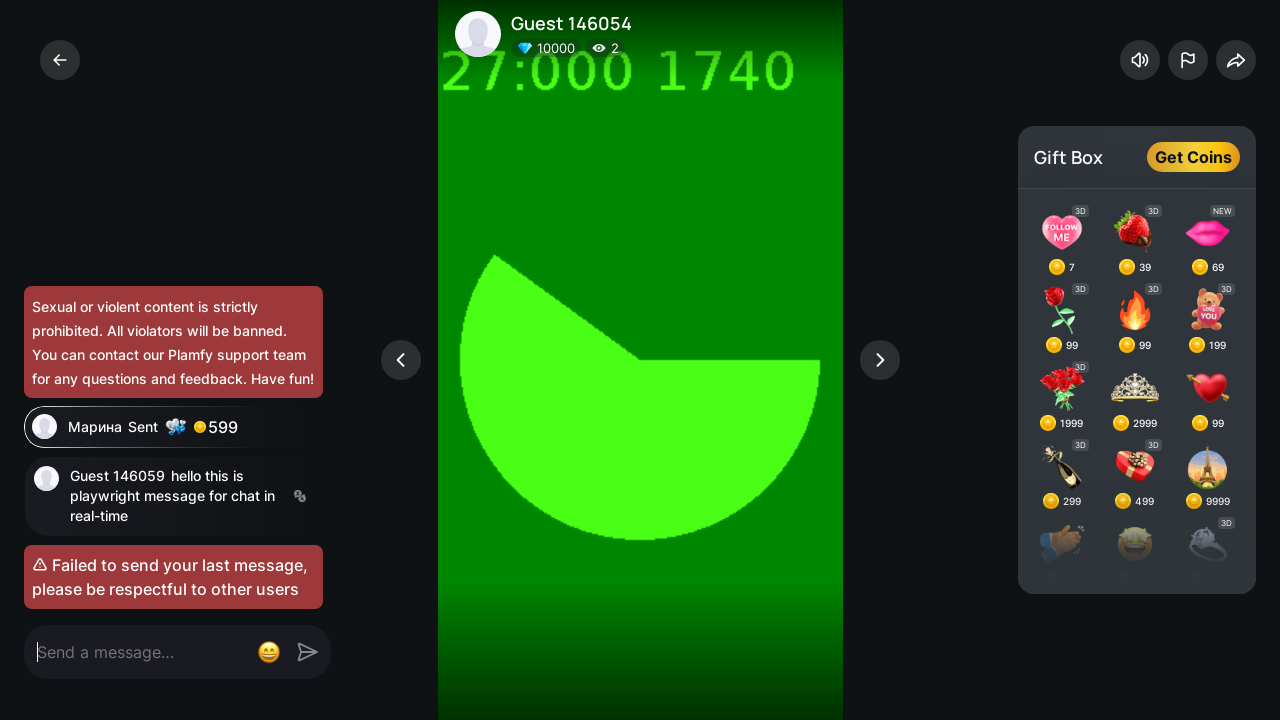 Guest 146054
10000 2
27:000 1740
Sexual or violent content is strictly
prohibited. All violators will be banned.
You can contact our Plamfy support team
for any questions and feedback. Have fun!
Марина Sent 599
Guest 146059 hello this is
playwright message for chat in
real-time
Failed to send your last message,
please be respectful to other users
Send a message...
Gift Box
Get Coins
3D 3D NEW
FOLLOW
ME
7 39 69
3D 3D 3D
LOVE
YOU
99 99 199
3D
1999 2999 99
3D 3D
299 499 9999
3D